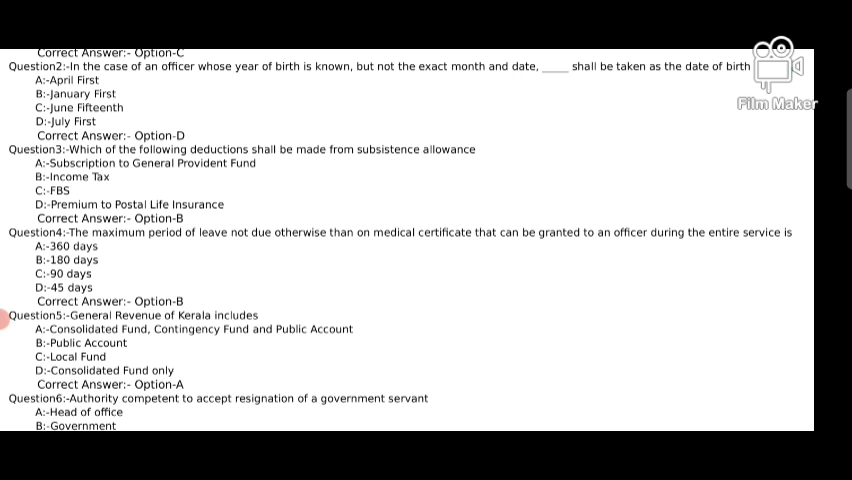 Correct Answer:- Option-C
Question2:-In the case of an officer whose year of birth is known, but not the exact month and date, _____ shall be taken as the date of birth
A:-April First
B:-January First
C:-June Fifteenth
D:-July First
Correct Answer:- Option-D
Question3:-Which of the following deductions shall be made from subsistence allowance
A:-Subscription to General Provident Fund
B:-Income Tax
C:-FBS
D:-Premium to Postal Life Insurance
Correct Answer:- Option-B
Question4:-The maximum period of leave not due otherwise than on medical certificate that can be granted to an officer during the entire service is
A:-360 days
B:-180 days
C:-90 days
D:-45 days
Correct Answer:- Option-B
Question5:-General Revenue of Kerala includes
A:-Consolidated Fund, Contingency Fund and Public Account
B:-Public Account
C:-Local Fund
D:-Consolidated Fund only
Correct Answer:- Option-A
Question6:-Authority competent to accept resignation of a government servant
A:-Head of office
B:-Government
Film Maker